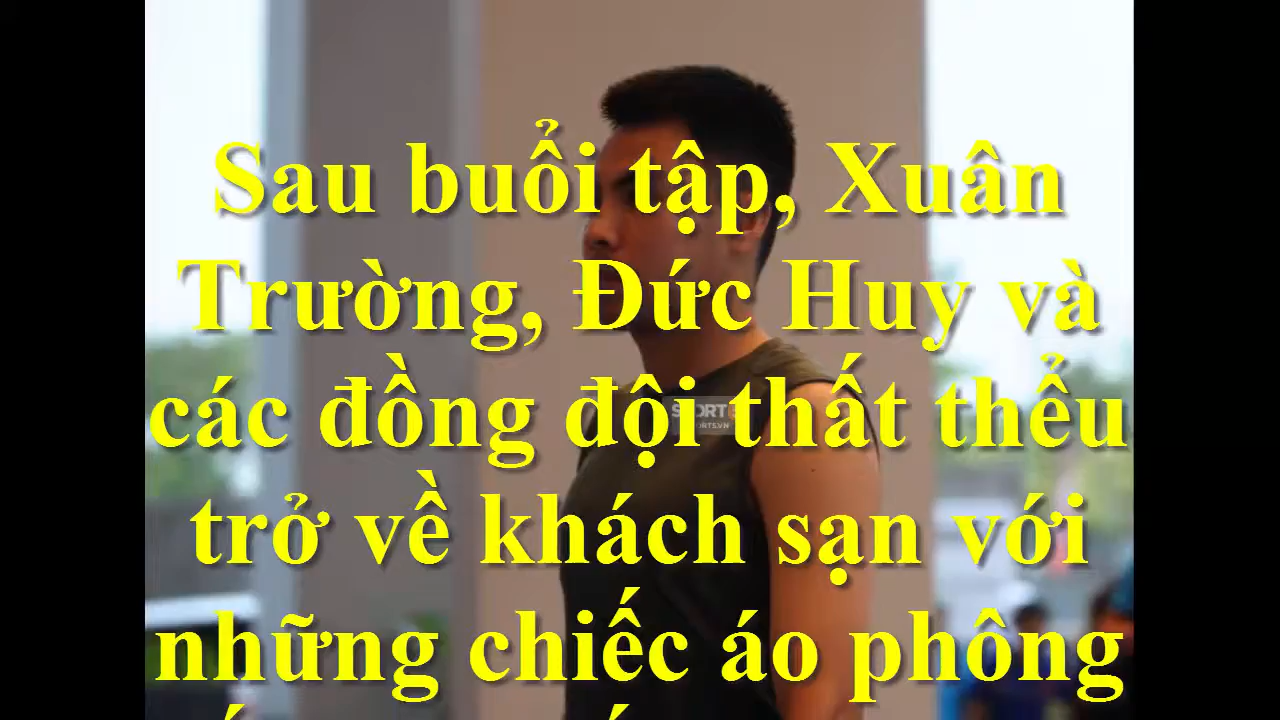 Sau buổi tập, Xuân
Trường, Đức Huy và
các đồng đội thất thểu
trở về khách sạn với
những chiếc áo phông
SPORT5